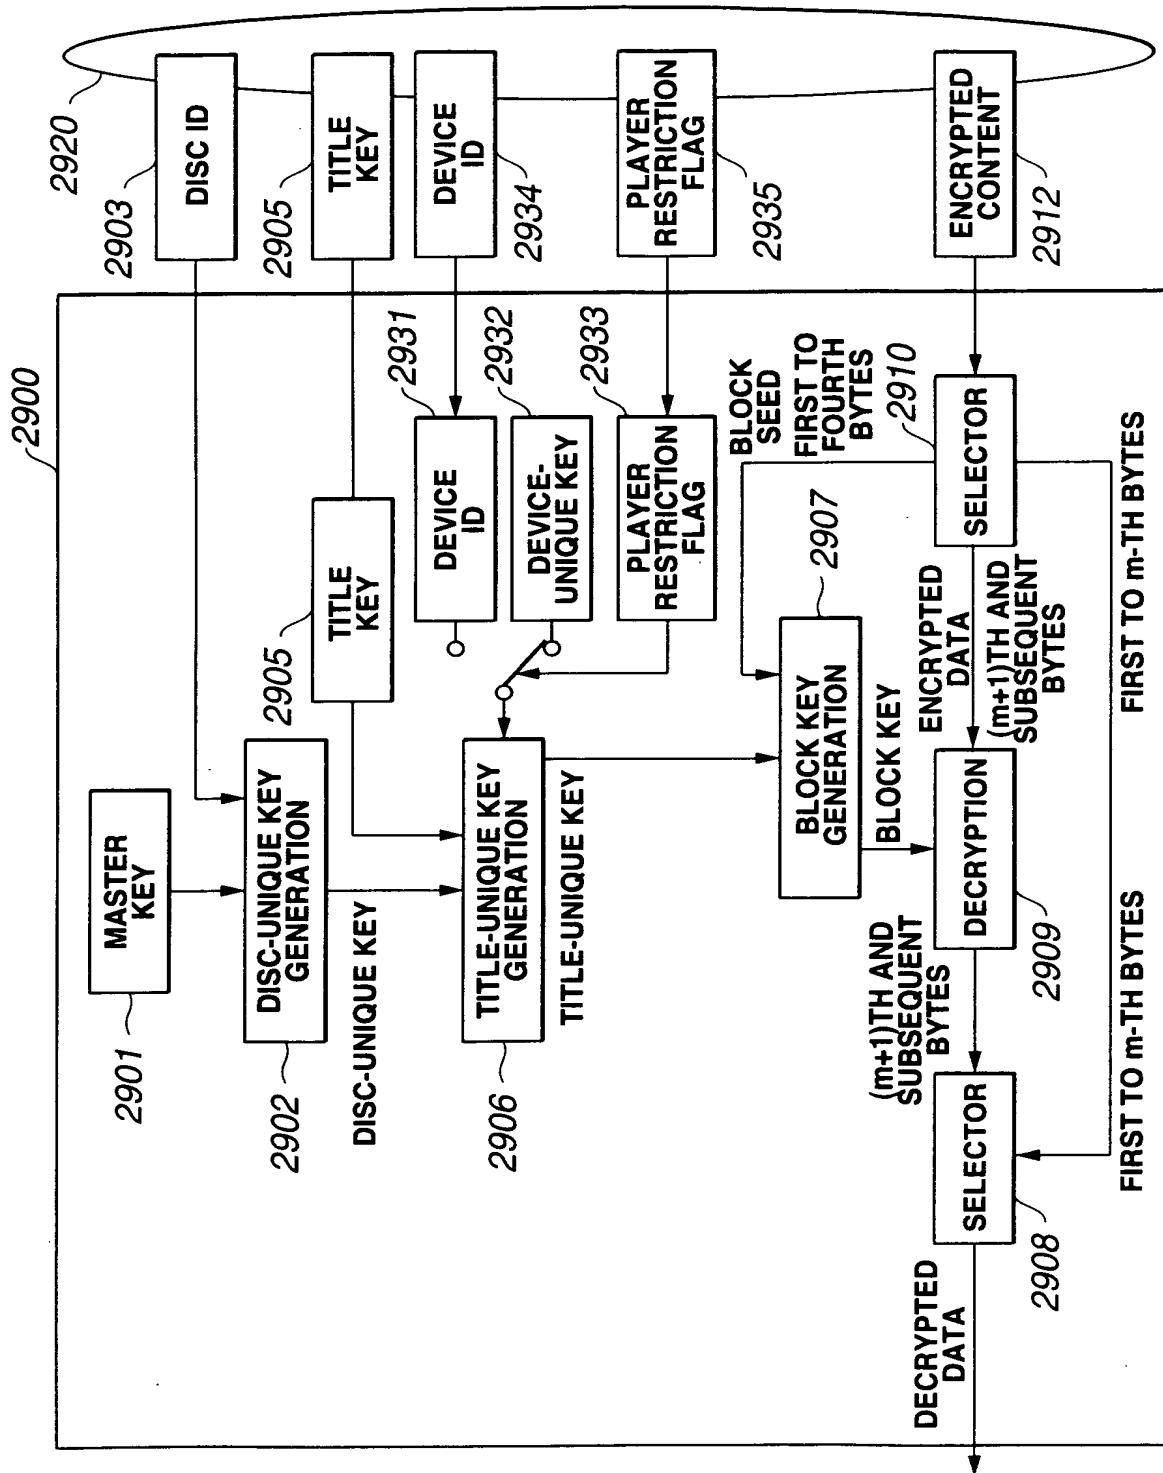 2900
2920
2903
DISC ID
2905
TITLE
KEY
DEVICE
ID
2934
PLAYER
RESTRICTION
FLAG
2935
ENCRYPTED
CONTENT
2912
2901
MASTER
KEY
2902
DISC-UNIQUE KEY
GENERATION
DISC-UNIQUE KEY
2905
TITLE
KEY
2931
DEVICE
ID
2932
DEVICE-
UNIQUE KEY
2933
PLAYER
RESTRICTION
FLAG
2906
TITLE-UNIQUE KEY
GENERATION
TITLE-UNIQUE KEY
BLOCK
SEED
FIRST TO
FOURTH
BYTES
2907
BLOCK KEY
GENERATION
BLOCK KEY
2910
SELECTOR
ENCRYPTED
DATA
(m+1)TH AND
SUBSEQUENT
BYTES
FIRST TO m-TH BYTES
DECRYPTION
2909
(m+1)TH AND
SUBSEQUENT
BYTES
FIRST TO m-TH BYTES
SELECTOR
2908
DECRYPTED
DATA